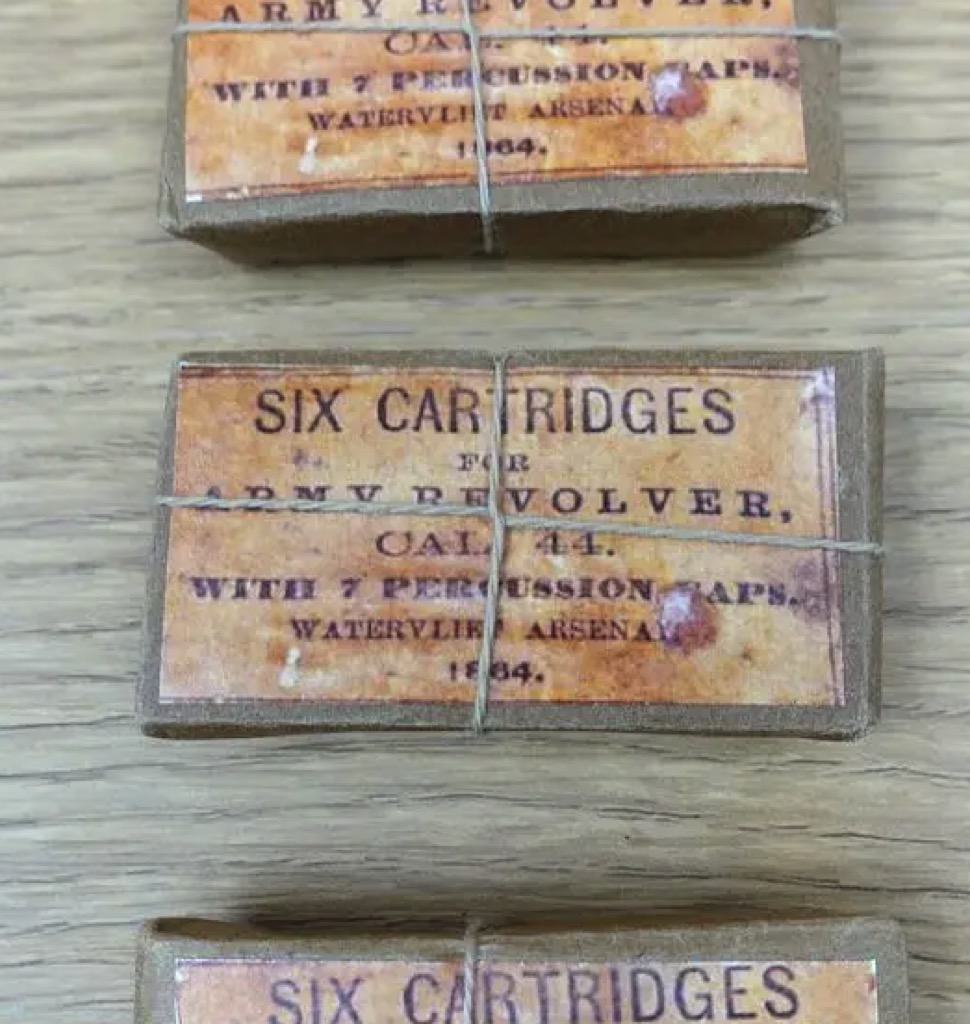 ARMY REVOLVER,
CAL. 44.
WITH 7 PERCUSSION CAPS.
WATERVLIET ARSENAL
1864.
SIX CARTRIDGES
FOR
ARMY REVOLVER,
CAL. 44.
WITH 7 PERCUSSION CAPS.
WATERVLIET ARSENAL
1864.
SIX CARTRIDGES